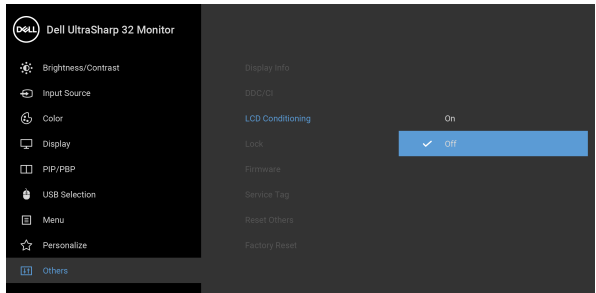 DELL
Dell UltraSharp 32 Monitor
Brightness/Contrast
Input Source
Color
Display
PIP/PBP
USB Selection
Menu
Personalize
Others
Display Info
DDC/CI
LCD Conditioning
Lock
Firmware
Service Tag
Reset Others
Factory Reset
On
Off